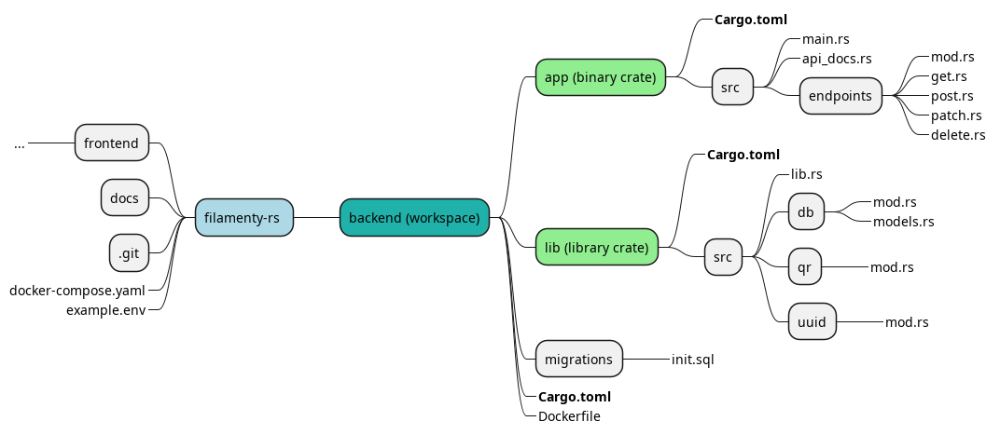 filamenty-rs
frontend
...
docs
.git
docker-compose.yaml
example.env
backend (workspace)
app (binary crate)
Cargo.toml
src
main.rs
api_docs.rs
endpoints
mod.rs
get.rs
post.rs
patch.rs
delete.rs
lib (library crate)
Cargo.toml
src
lib.rs
db
mod.rs
models.rs
qr
mod.rs
uuid
mod.rs
migrations
init.sql
Cargo.toml
Dockerfile